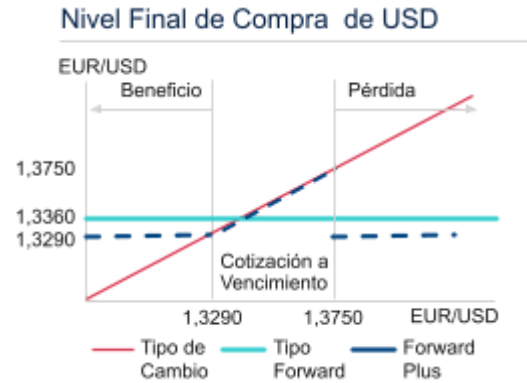 Nivel Final de Compra de USD
EUR/USD
Beneficio
Pérdida
1,3750
1,3360
1,3290
Cotización a
Vencimiento
1,3290
1,3750
EUR/USD
Tipo de
Cambio
Tipo
Forward
Forward
Plus